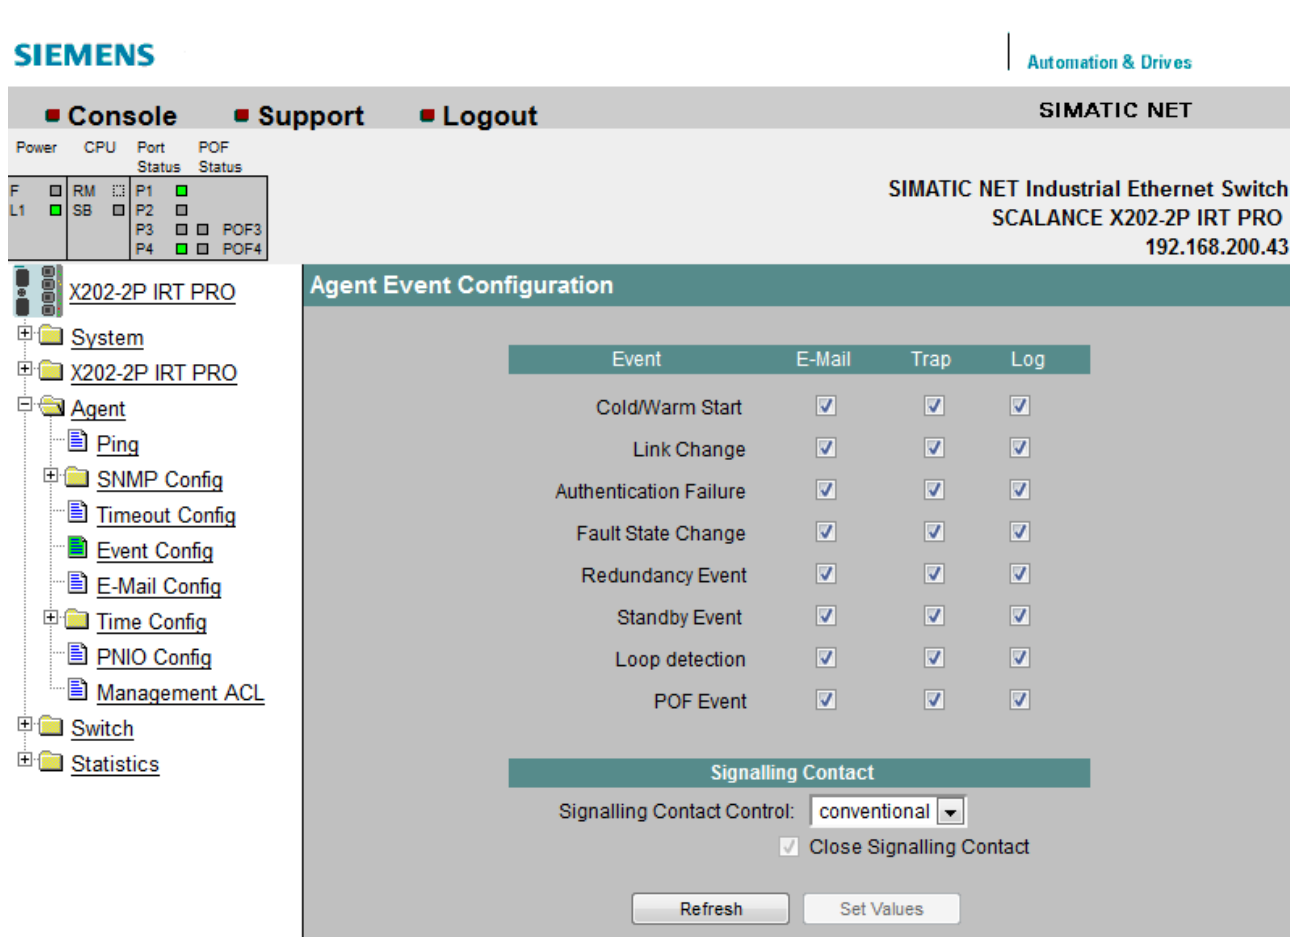 SIEMENS
Automation & Drives
Console Support Logout SIMATIC NET
Power CPU Port Status POF Status
F RM P1
L1 SB P2
P3 POF3
P4 POF4
SIMATIC NET Industrial Ethernet Switch
SCALANCE X202-2P IRT PRO
192.168.200.43
X202-2P IRT PRO
System
X202-2P IRT PRO
Agent
Ping
SNMP Config
Timeout Config
Event Config
E-Mail Config
Time Config
PNIO Config
Management ACL
Switch
Statistics
Agent Event Configuration
Event E-Mail Trap Log
Cold/Warm Start
Link Change
Authentication Failure
Fault State Change
Redundancy Event
Standby Event
Loop detection
POF Event
Signalling Contact
Signalling Contact Control: conventional
Close Signalling Contact
Refresh Set Values